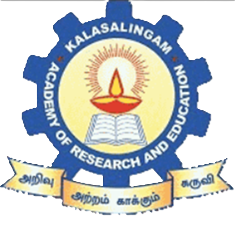 KALASALINGAM
ACADEMY OF RESEARCH AND EDUCATION
அறிவு
அற்றம் காக்கும்
கருவி